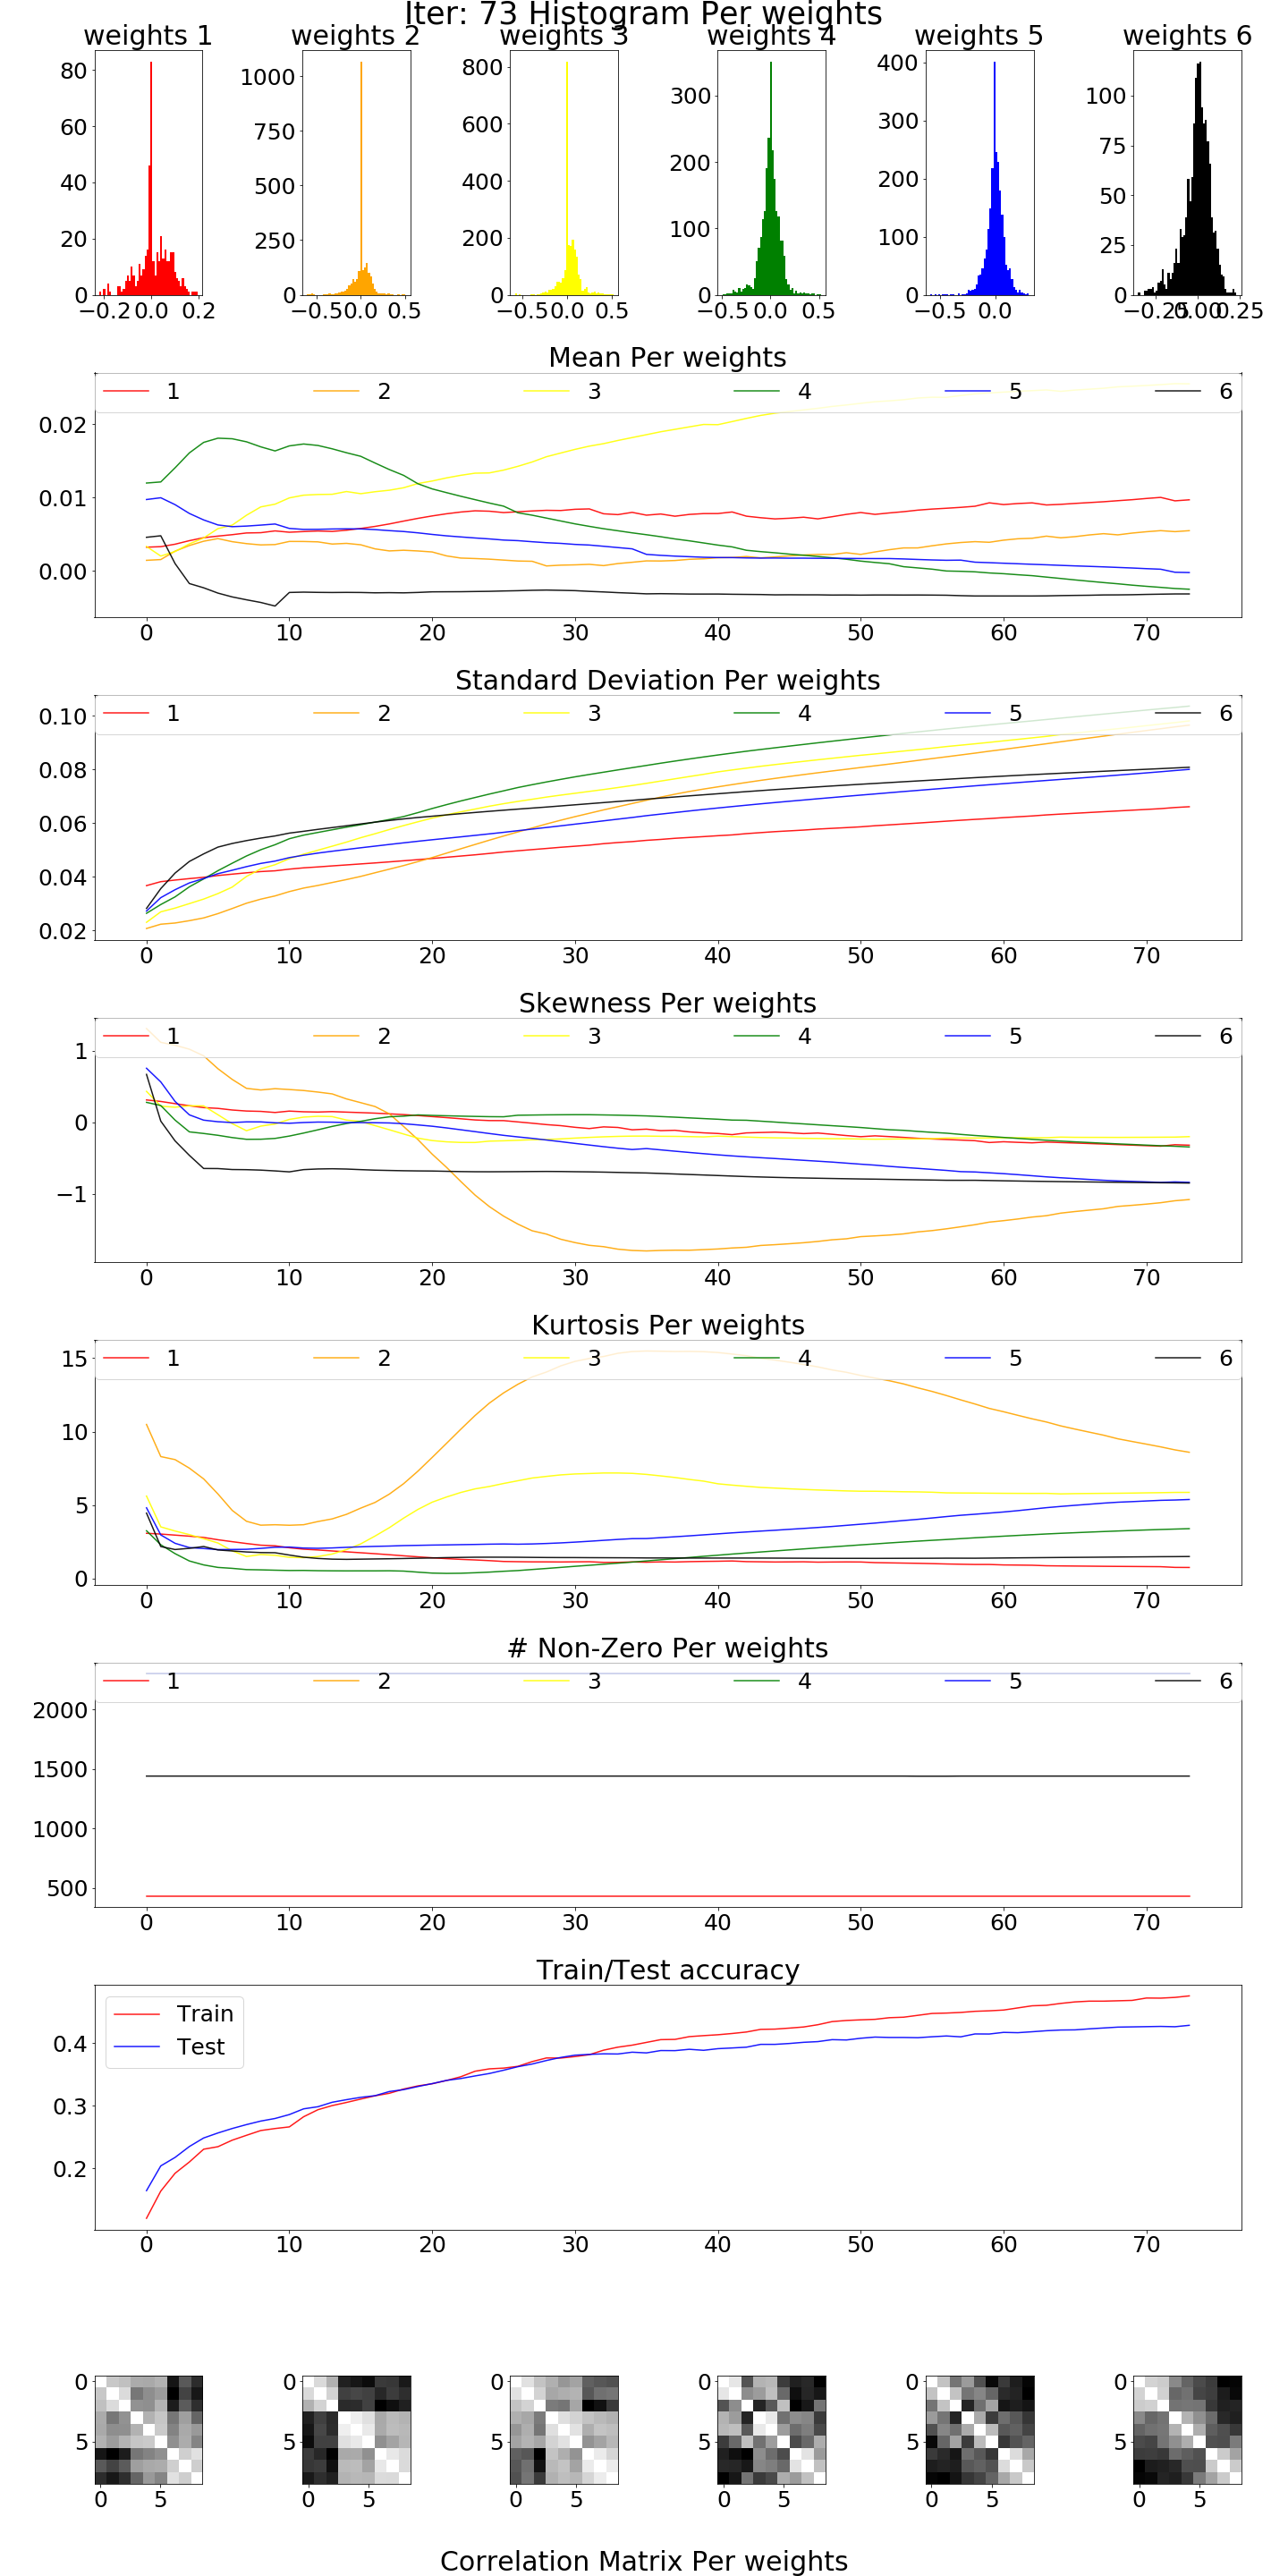 Iter: 73 Histogram Per weights
weights 1 weights 2 weights 3 weights 4 weights 5 weights 6
80 60 40 20 0
−0.2 0.0 0.2
1000 750 500 250 0
−0.5 0.0 0.5
800 600 400 200 0
−0.5 0.0 0.5
300 200 100 0
−0.5 0.0 0.5
400 300 200 100 0
−0.5 0.0
100 75 50 25 0
−0.25 0.00 0.25
Mean Per weights
1 2 3 4 5 6
0.02
0.01
0.00
0 10 20 30 40 50 60 70
Standard Deviation Per weights
1 2 3 4 5 6
0.10
0.08
0.06
0.04
0.02
0 10 20 30 40 50 60 70
Skewness Per weights
1 2 3 4 5 6
1
0
−1
0 10 20 30 40 50 60 70
Kurtosis Per weights
1 2 3 4 5 6
15
10
5
0
0 10 20 30 40 50 60 70
# Non-Zero Per weights
1 2 3 4 5 6
2000
1500
1000
500
0 10 20 30 40 50 60 70
Train/Test accuracy
Train
Test
0.4
0.3
0.2
0 10 20 30 40 50 60 70
0 0 0 0 0 0
5 5 5 5 5 5
0 5 0 5 0 5 0 5 0 5 0 5
Correlation Matrix Per weights